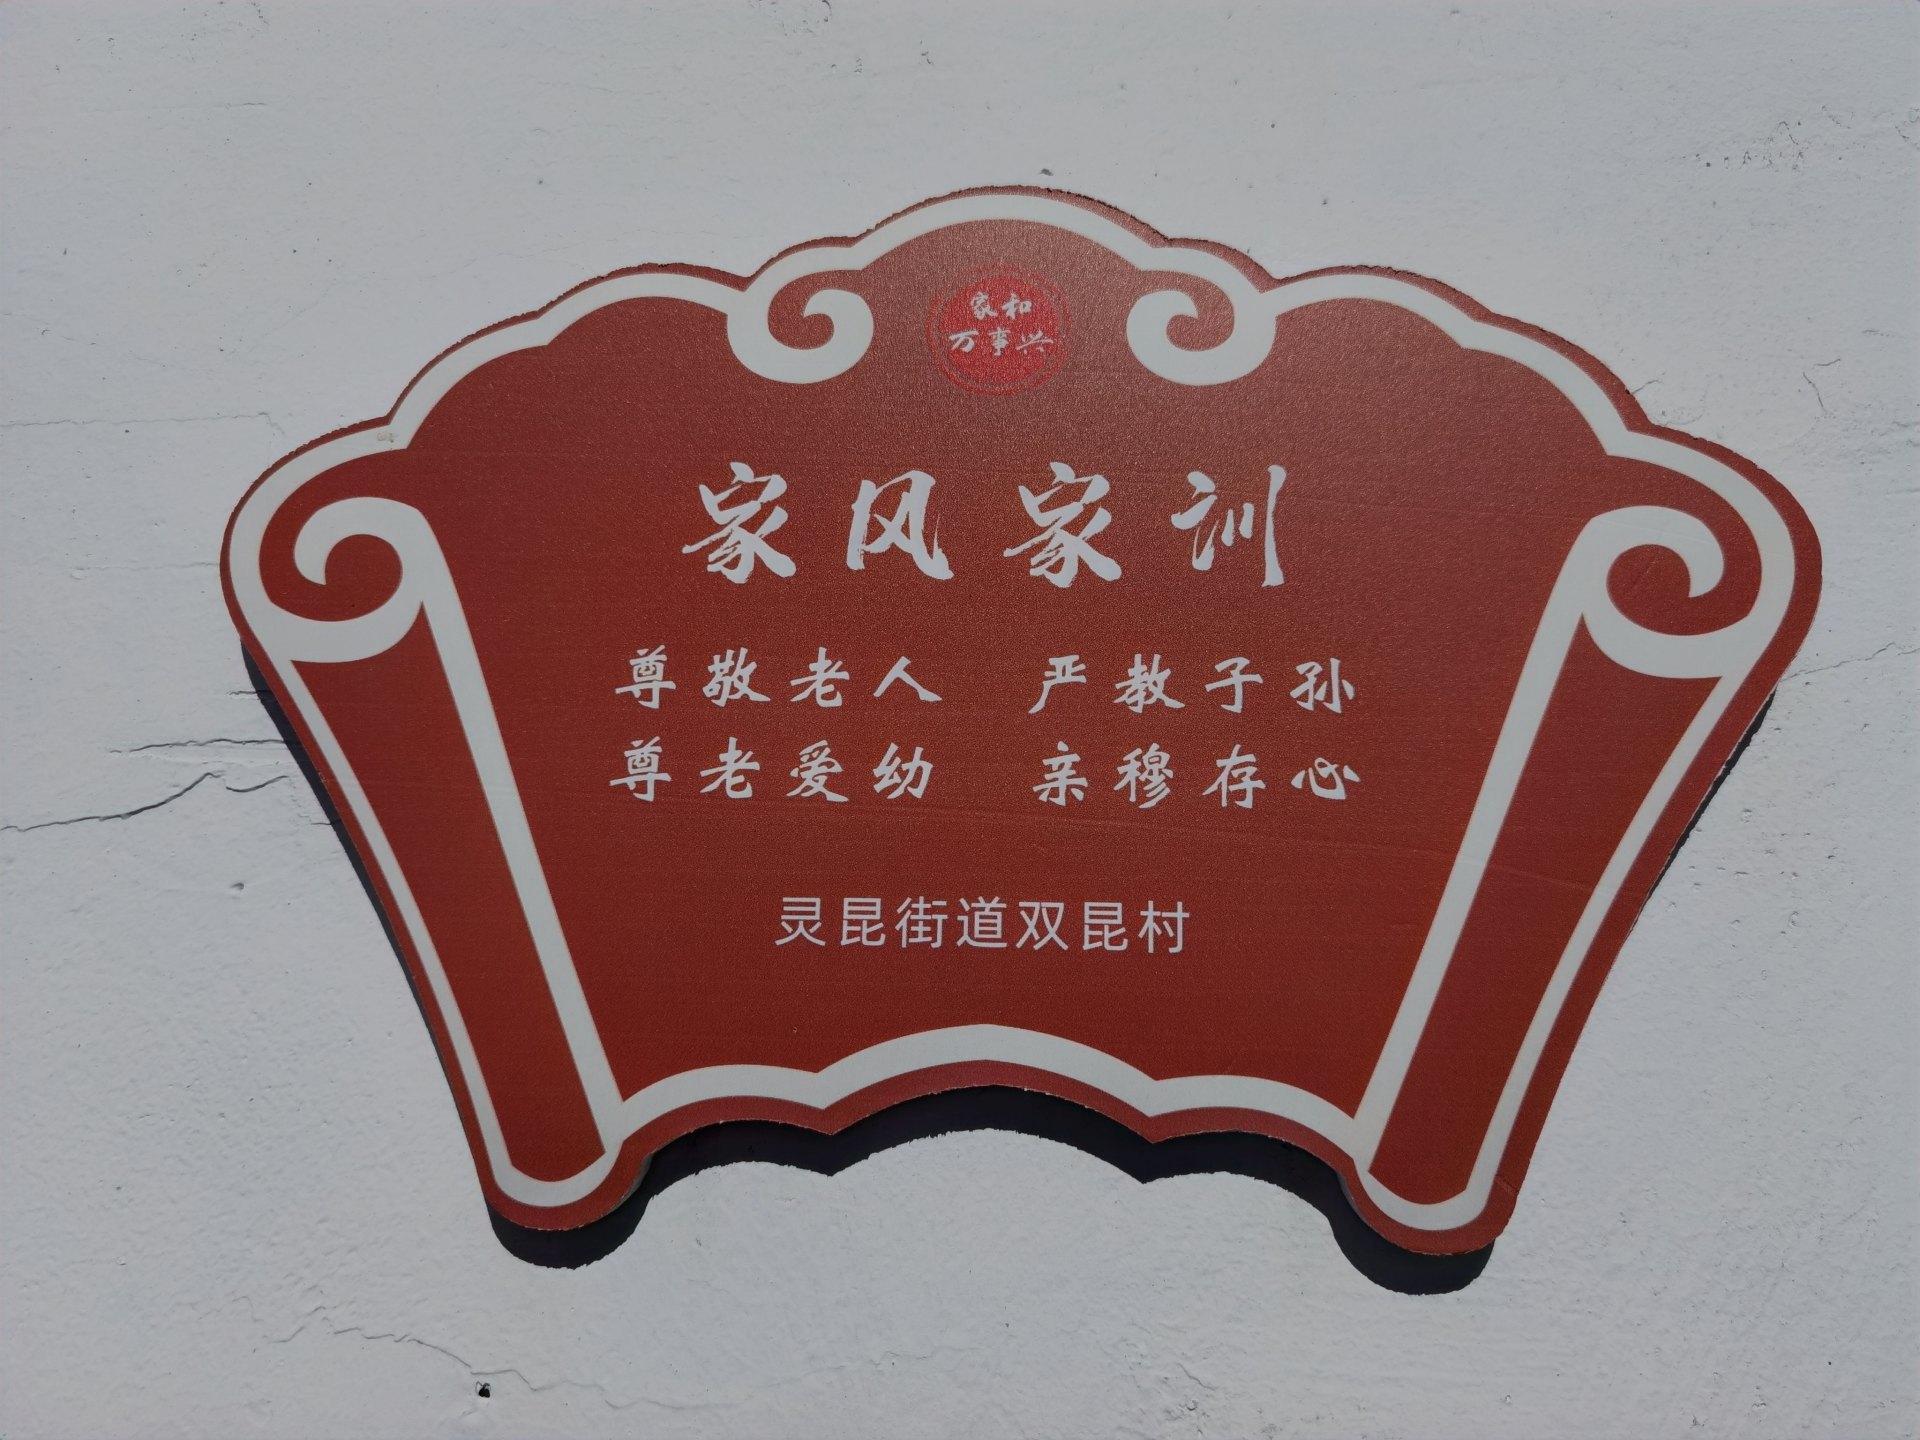 家和
万事兴
家风家训
尊敬老人 严教子孙
尊老爱幼 亲穆存心
灵昆街道双昆村